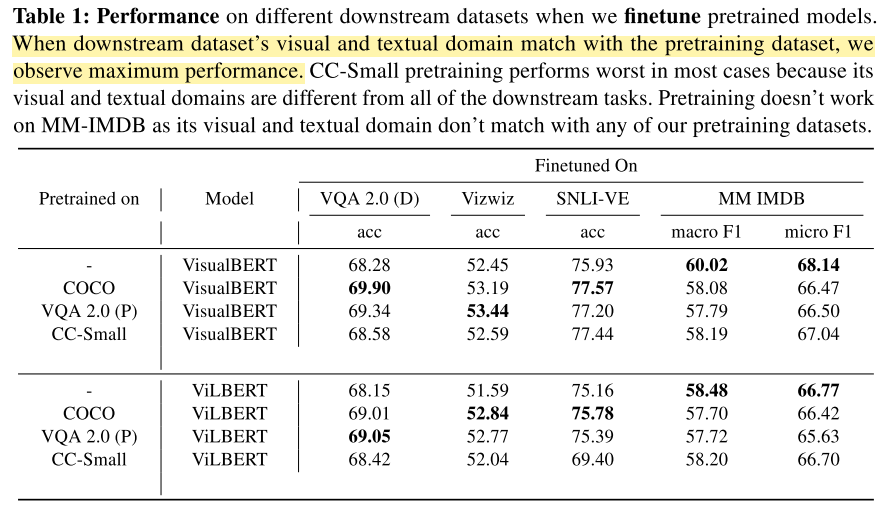 Table 1: Performance on different downstream datasets when we finetune pretrained models.
When downstream dataset's visual and textual domain match with the pretraining dataset, we
observe maximum performance. CC-Small pretraining performs worst in most cases because its
visual and textual domains are different from all of the downstream tasks. Pretraining doesn't work
on MM-IMDB as its visual and textual domain don't match with any of our pretraining datasets.
Finetuned On
Pretrained on Model VQA 2.0 (D) Vizwiz SNLI-VE MM IMDB
acc acc acc macro F1 micro F1
- VisualBERT 68.28 52.45 75.93 60.02 68.14
COCO VisualBERT 69.90 53.19 77.57 58.08 66.47
VQA 2.0 (P) VisualBERT 69.34 53.44 77.20 57.79 66.50
CC-Small VisualBERT 68.58 52.59 77.44 58.19 67.04
- ViLBERT 68.15 51.59 75.16 58.48 66.77
COCO ViLBERT 69.01 52.84 75.78 57.70 66.42
VQA 2.0 (P) ViLBERT 69.05 52.77 75.39 57.72 65.63
CC-Small ViLBERT 68.42 52.04 69.40 58.20 66.70